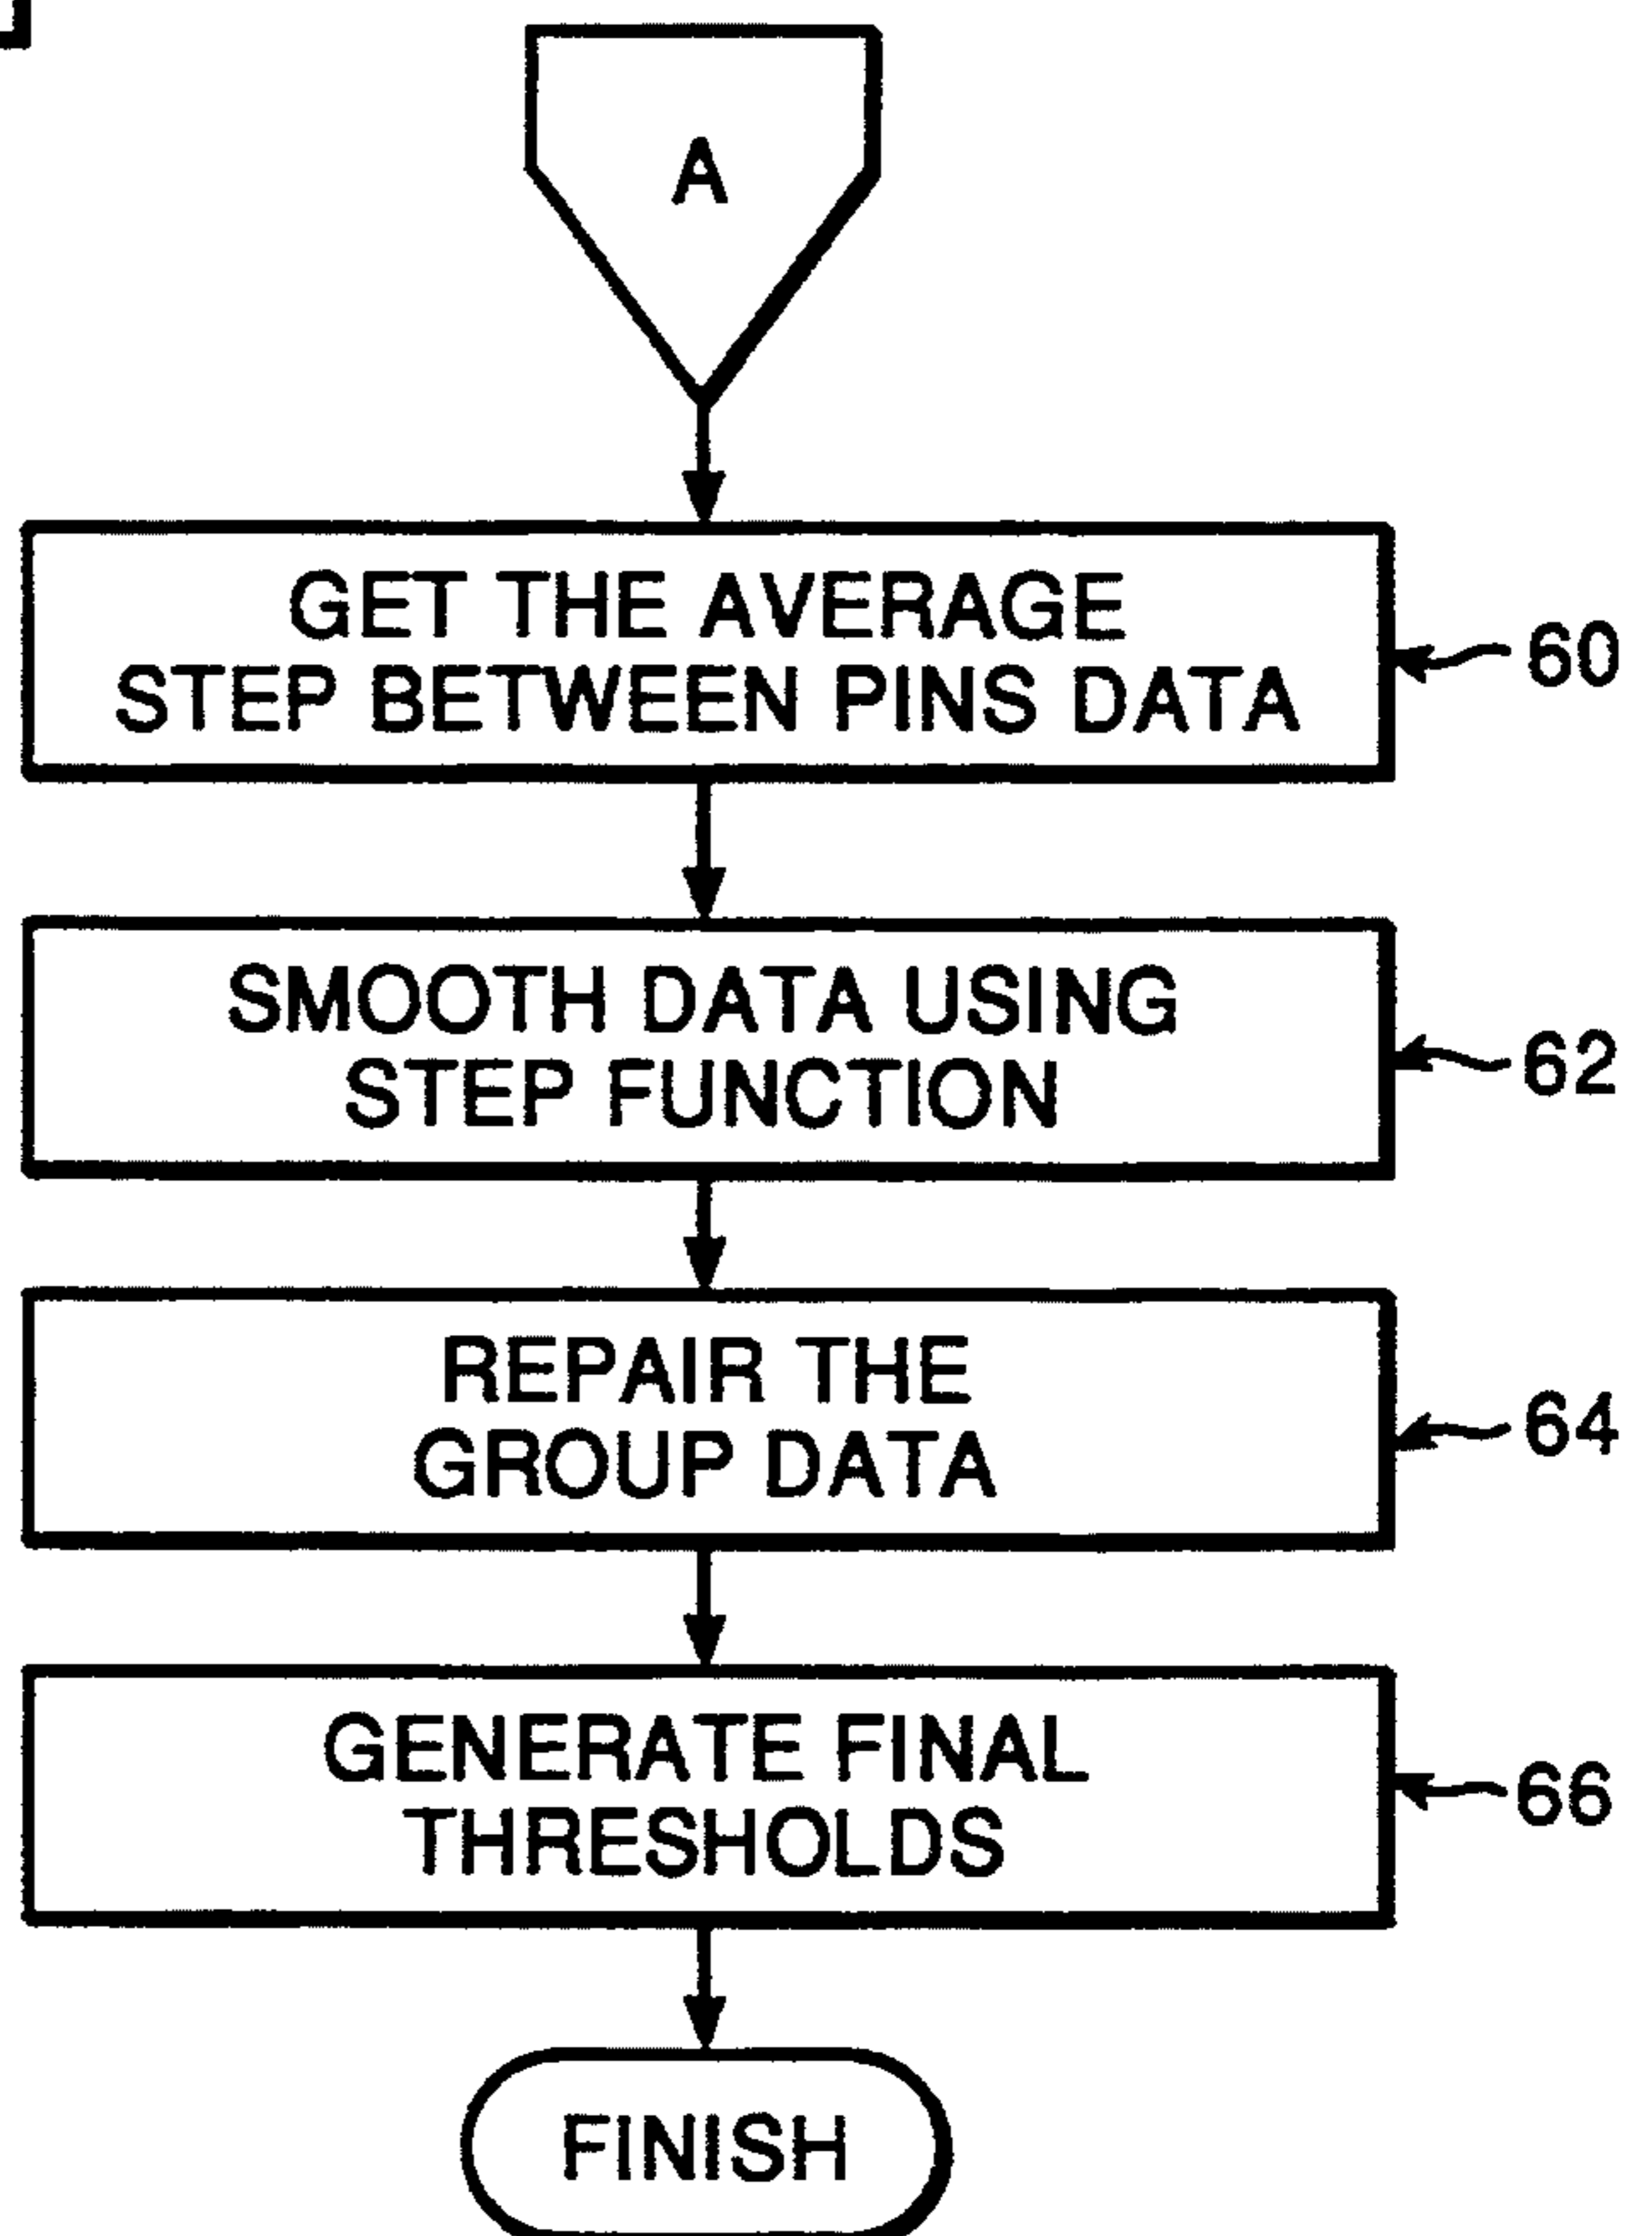 A
GET THE AVERAGE
STEP BETWEEN PINS DATA
60
SMOOTH DATA USING
STEP FUNCTION
62
REPAIR THE
GROUP DATA
64
GENERATE FINAL
THRESHOLDS
66
FINISH